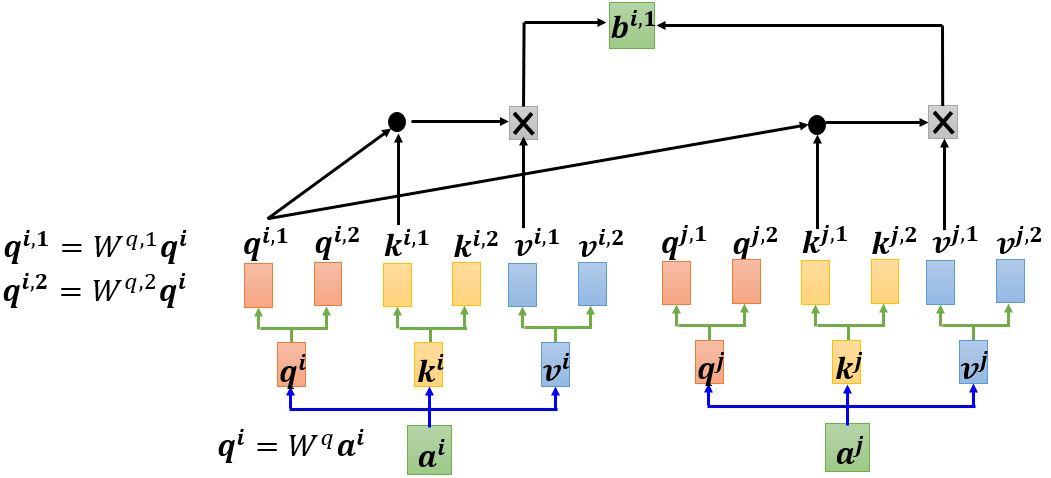 b^{i,1}
q^{i,1} = W^{q,1}q^i
q^{i,1} q^{i,2} k^{i,1} k^{i,2} v^{i,1} v^{i,2} q^{j,1} q^{j,2} k^{j,1} k^{j,2} v^{j,1} v^{j,2}
q^{i,2} = W^{q,2}q^i
q^i k^i v^i q^j k^j v^j
q^i = W^q a^i
a^i a^j